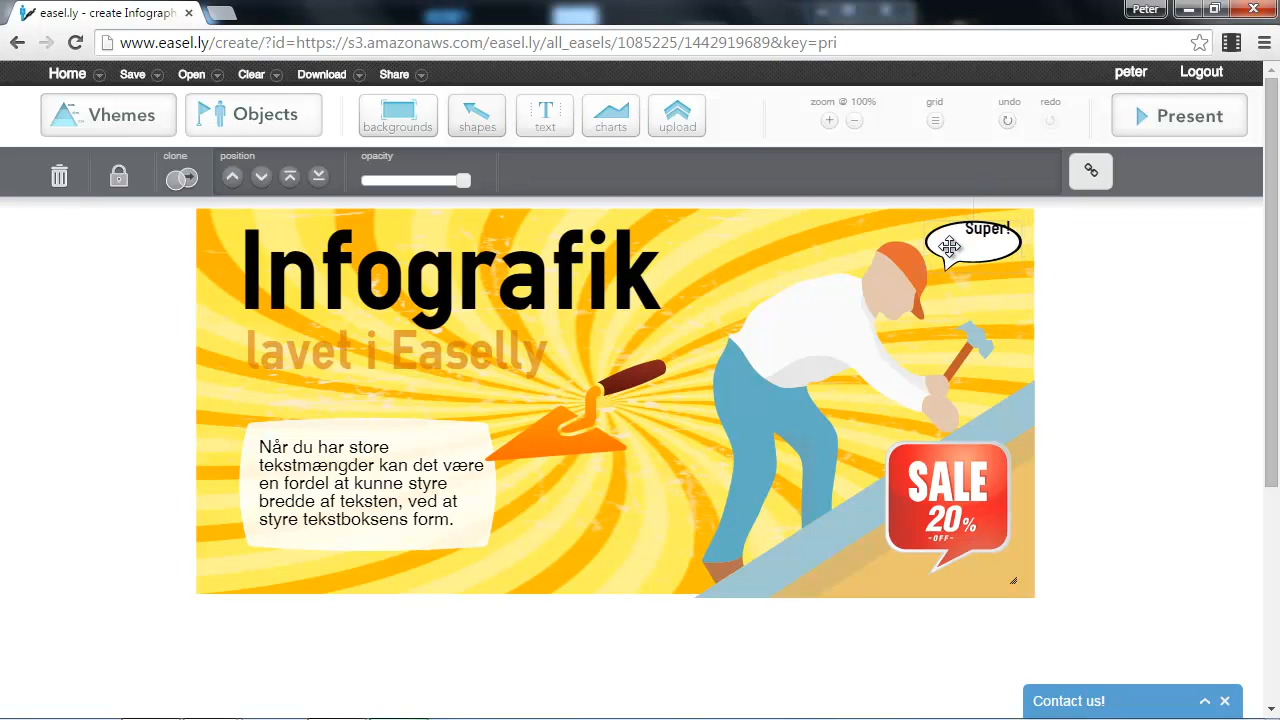 easel.ly - create Infograph
Peter
www.easel.ly/create/?id=https://s3.amazonaws.com/easel.ly/all_easels/1085225/1442919689&key=pri
Home Save Open Clear Download Share peter Logout
Vhemes Objects backgrounds shapes text charts upload zoom @ 100% grid undo redo Present
clone position opacity
Super!
Infografik
lavet i Easelly
Når du har store
tekstmængder kan det være
en fordel at kunne styre
bredde af teksten, ved at
styre tekstboksens form.
SALE
20%
-OFF-
Contact us!